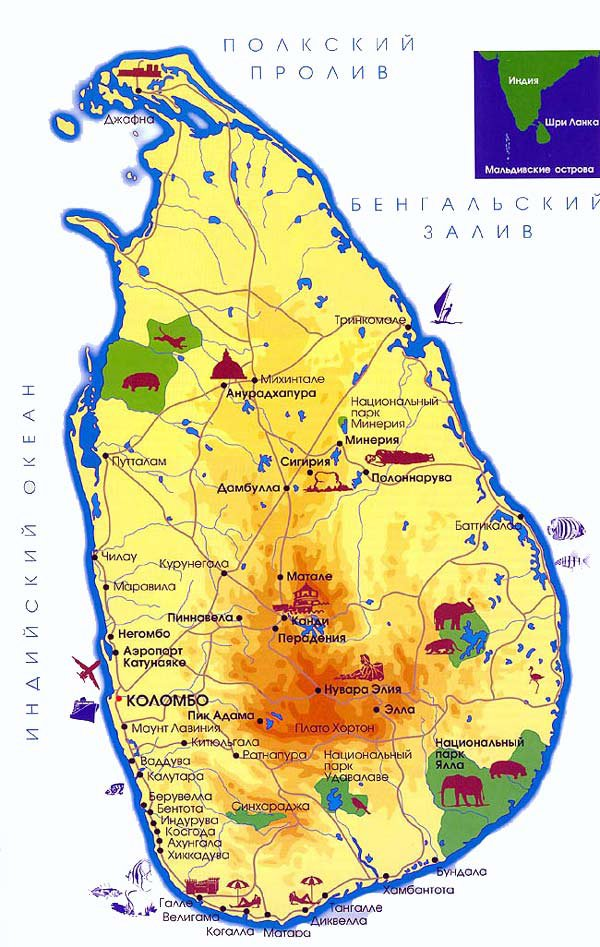 ПОЛКСКИЙ
ПРОЛИВ
Индия
Шри Ланка
Мальдивские острова
Джафна
БЕНГАЛЬСКИЙ
ЗАЛИВ
Тринкомале
ИНДИЙСКИЙ ОКЕАН
Михинтале
Анурадхапура
Национальный
парк
Минерия
Минерия
Путталам
Сигирия
Полоннарува
Дамбулла
Баттикалоа
Чилау
Курунегала
Матале
Маравила
Пиннавела
Канди
Негомбо
Перадения
Аэропорт
Катунаяке
Нувара Элия
КОЛОМБО
Элла
Пик Адама
Маунт Лавиния
Плато Хортон
Китюльгала
Национальный
парк
Ялла
Ваддува
Ратнапура
Национальный
парк
Удавалаве
Калутара
Берувелла
Синхараджа
Бентота
Индурува
Косгода
Ахунгала
Хиккадува
Бундала
Хамбантота
Галле
Тангалле
Велигама
Диквелла
Когалла
Матара